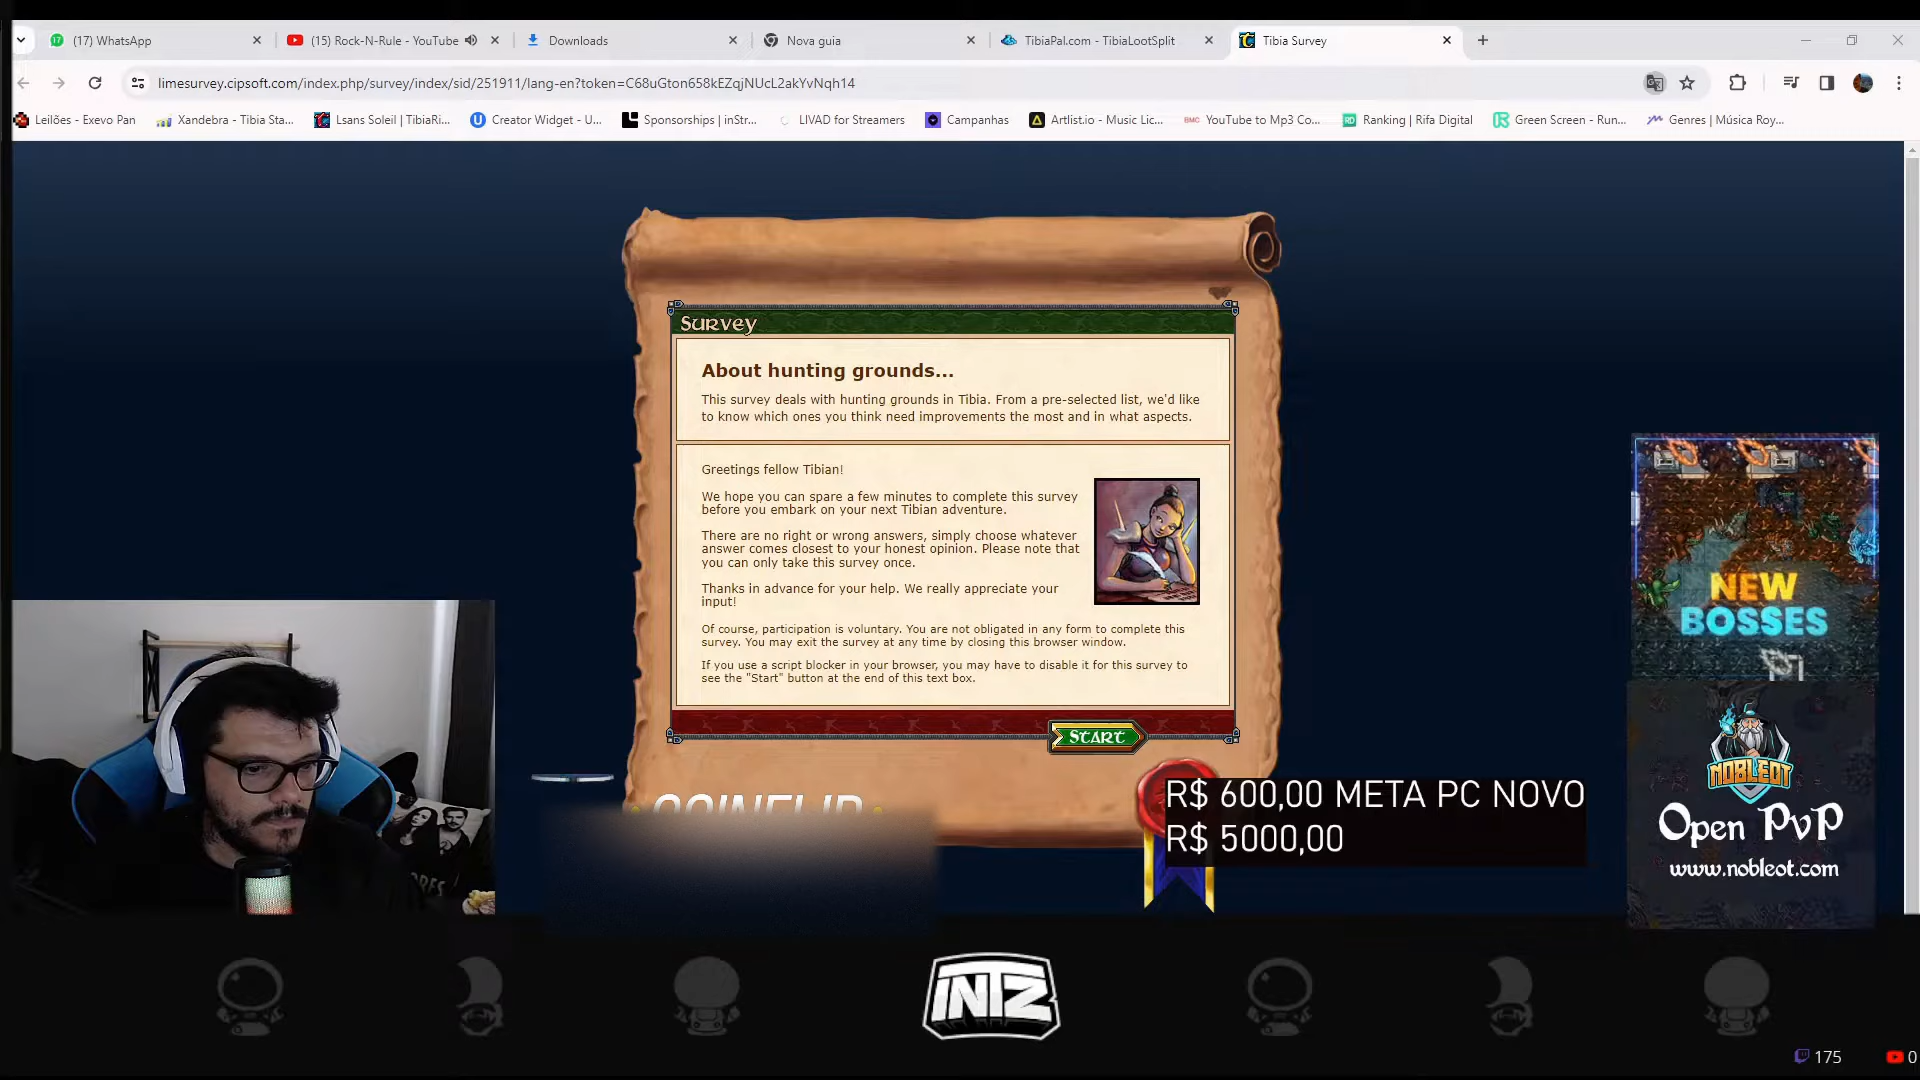 (17) WhatsApp
(15) Rock-N-Rule - YouTube
Downloads
Nova guia
TibiaPal.com - TibiaLootSplit
Tibia Survey
limesurvey.cipsoft.com/index.php/survey/index/sid/251911/lang-en?token=C68uGton658kEZqjNUcL2akYvNqh14
Leilões - Exevo Pan
Xandebra - Tibia Sta...
Lsans Soleil | TibiaRi...
Creator Widget - U...
Sponsorships | inStr...
LIVAD for Streamers
Campanhas
Artlist.io - Music Lic...
YouTube to Mp3 Co...
Ranking | Rifa Digital
Green Screen - Run...
Genres | Música Roy...
Survey
About hunting grounds...
This survey deals with hunting grounds in Tibia. From a pre-selected list, we'd like
to know which ones you think need improvements the most and in what aspects.
Greetings fellow Tibian!
We hope you can spare a few minutes to complete this survey
before you embark on your next Tibian adventure.
There are no right or wrong answers, simply choose whatever
answer comes closest to your honest opinion. Please note that
you can only take this survey once.
Thanks in advance for your help. We really appreciate your
input!
Of course, participation is voluntary. You are not obligated in any form to complete this
survey. You may exit the survey at any time by closing this browser window.
If you use a script blocker in your browser, you may have to disable it for this survey to
see the "Start" button at the end of this text box.
START
NEW
BOSSES
NOBLEOT
Open PvP
www.nobleot.com
R$ 600,00 META PC NOVO
R$ 5000,00
INTZ
175
0